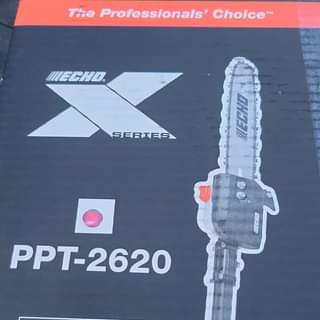 The Professionals' Choice™
ECHO
X
SERIES
ECHO
PPT-2620